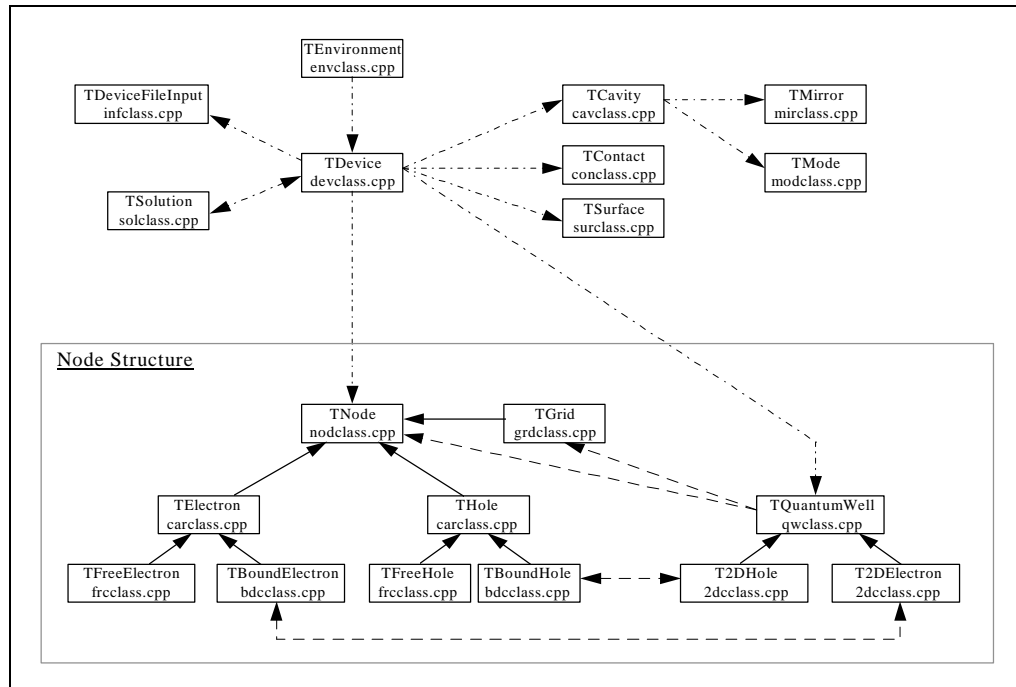 TEnvironment
envclass.cpp
TDeviceFileInput
infclass.cpp
TCavity
cavclass.cpp
TMirror
mirclass.cpp
TDevice
devclass.cpp
TContact
conclass.cpp
TMode
modclass.cpp
TSolution
solclass.cpp
TSurface
surclass.cpp
Node Structure
TNode
nodclass.cpp
TGrid
grdclass.cpp
TElectron
carclass.cpp
THole
carclass.cpp
TQuantumWell
qwclass.cpp
TFreeElectron
frcclass.cpp
TBoundElectron
bdcclass.cpp
TFreeHole
frcclass.cpp
TBoundHole
bdcclass.cpp
T2DHole
2dcclass.cpp
T2DElectron
2dcclass.cpp